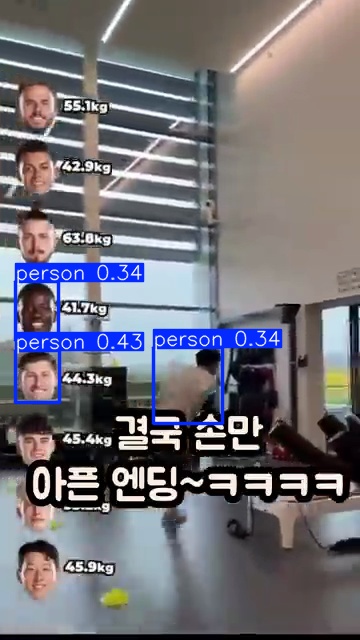 55.1kg
42.9kg
63.8kg
person 0.34
41.7kg
person 0.43
person 0.34
44.3kg
45.4kg
결국 손만
아픈 엔딩~ㅋㅋㅋㅋ
45.9kg